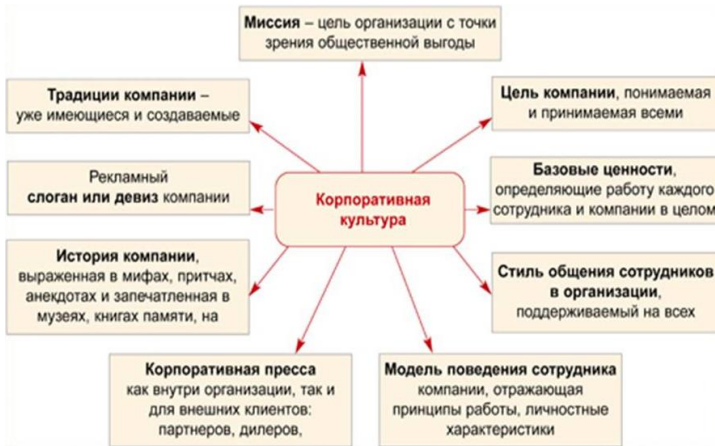 Миссия – цель организации с точки
зрения общественной выгоды
Традиции компании –
уже имеющиеся и создаваемые
Цель компании, понимаемая
и принимаемая всеми
Рекламный
слоган или девиз компании
Корпоративная
культура
Базовые ценности,
определяющие работу каждого
сотрудника и компании в целом
История компании,
выраженная в мифах, притчах,
анекдотах и запечатленная в
музеях, книгах памяти, на
Стиль общения сотрудников
в организации,
поддерживаемый на всех
Корпоративная пресса
как внутри организации, так и
для внешних клиентов:
партнеров, дилеров,
Модель поведения сотрудника
компании, отражающая
принципы работы, личностные
характеристики